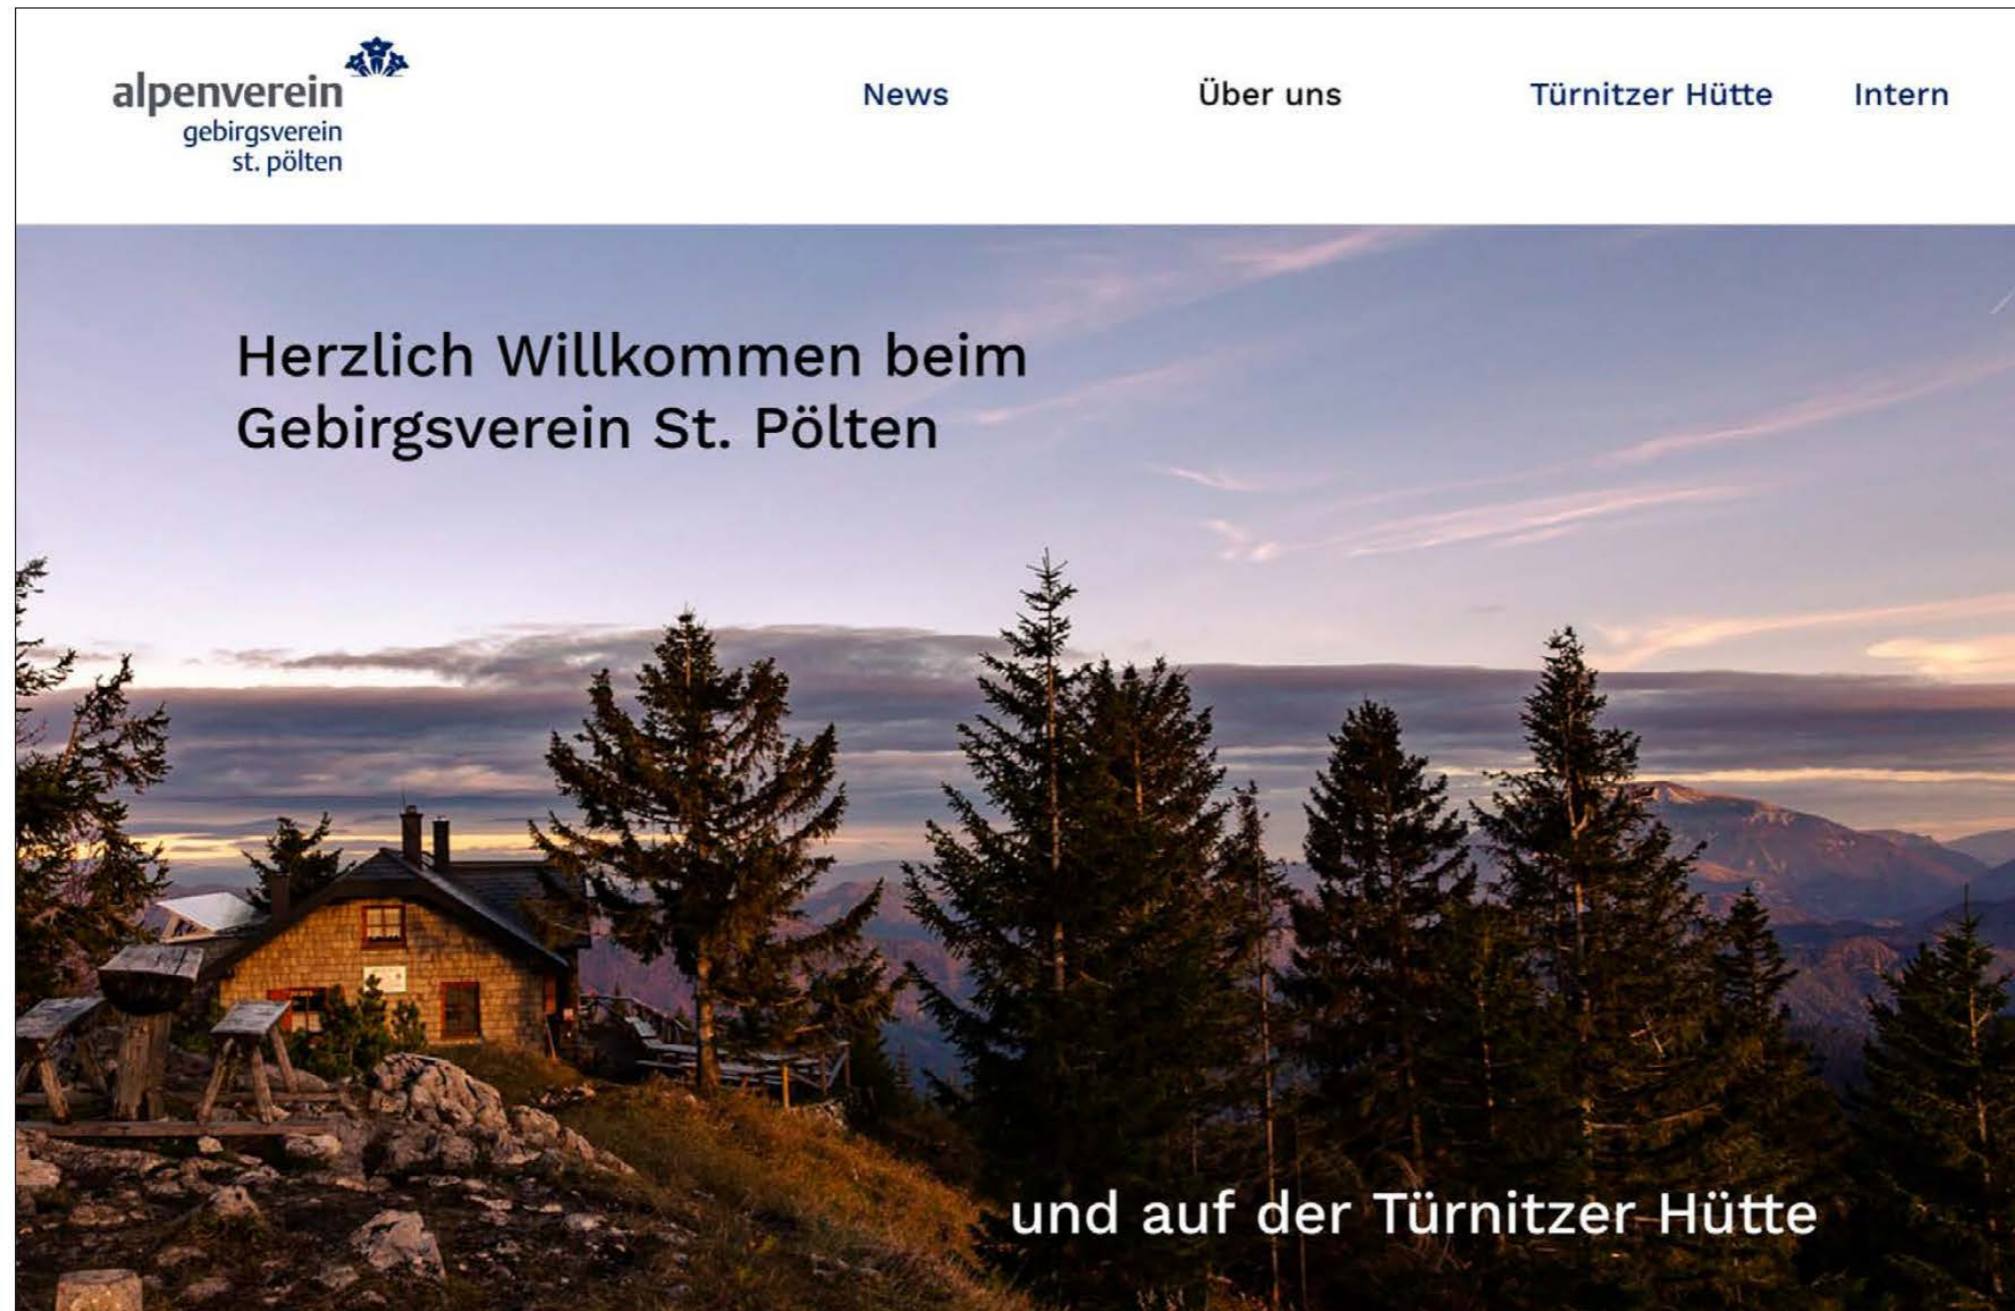 alpenverein
gebirgsverein
st. pölten
News
Über uns
Türnitzer Hütte
Intern
Herzlich Willkommen beim
Gebirgsverein St. Pölten
und auf der Türnitzer Hütte